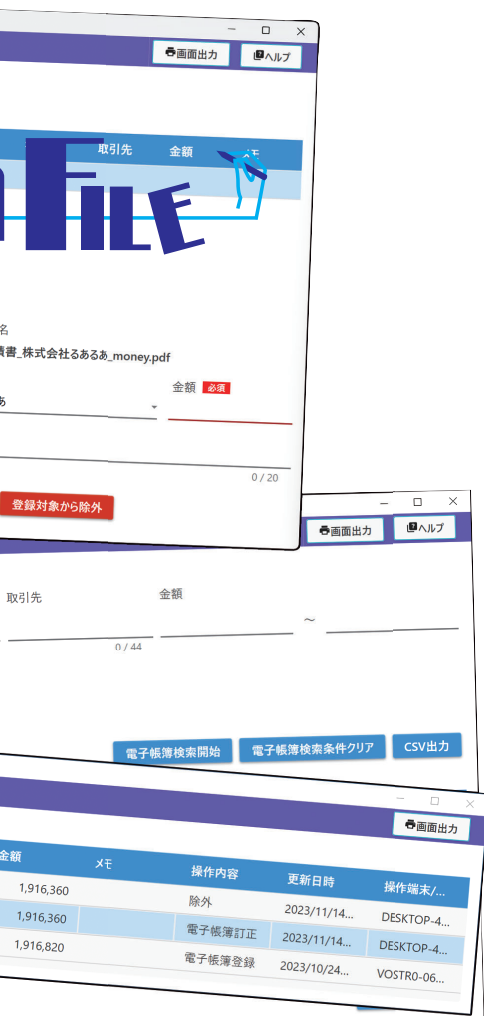 画面出力 ヘルプ
取引先 金額 メモ
FILE
名
書_株式会社るあるあ_money.pdf
あ
金額 必須
0 / 20
登録対象から除外
画面出力 ヘルプ
取引先 金額
～
0 / 44
電子帳簿検索開始 電子帳簿検索条件クリア CSV出力
画面出力
金額 メモ 操作内容 更新日時 操作端末/...
1,916,360 除外 2023/11/14... DESKTOP-4...
1,916,360 電子帳簿訂正 2023/11/14... DESKTOP-4...
1,916,820 電子帳簿登録 2023/10/24... VOSTR0-06...